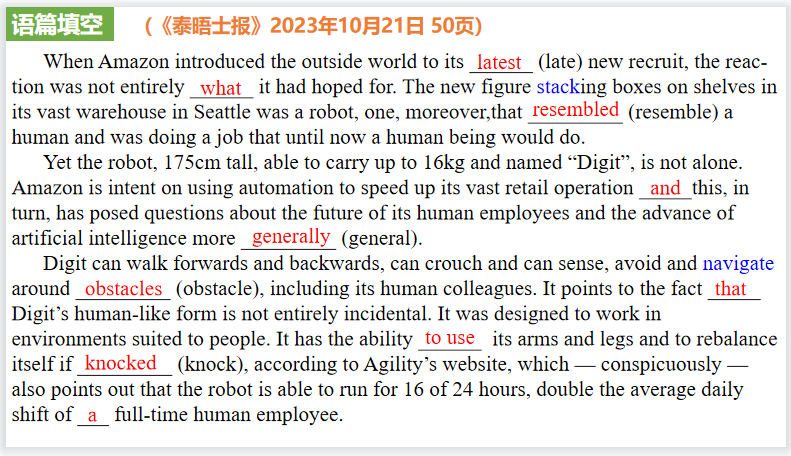 语篇填空 (《泰晤士报》2023年10月21日 50页)
When Amazon introduced the outside world to its latest (late) new recruit, the reac-
tion was not entirely what it had hoped for. The new figure stacking boxes on shelves in
its vast warehouse in Seattle was a robot, one, moreover,that resembled (resemble) a
human and was doing a job that until now a human being would do.
Yet the robot, 175cm tall, able to carry up to 16kg and named “Digit”, is not alone.
Amazon is intent on using automation to speed up its vast retail operation and this, in
turn, has posed questions about the future of its human employees and the advance of
artificial intelligence more generally (general).
Digit can walk forwards and backwards, can crouch and can sense, avoid and navigate
around obstacles (obstacle), including its human colleagues. It points to the fact that
Digit’s human-like form is not entirely incidental. It was designed to work in
environments suited to people. It has the ability to use its arms and legs and to rebalance
itself if knocked (knock), according to Agility’s website, which — conspicuously —
also points out that the robot is able to run for 16 of 24 hours, double the average daily
shift of a full-time human employee.